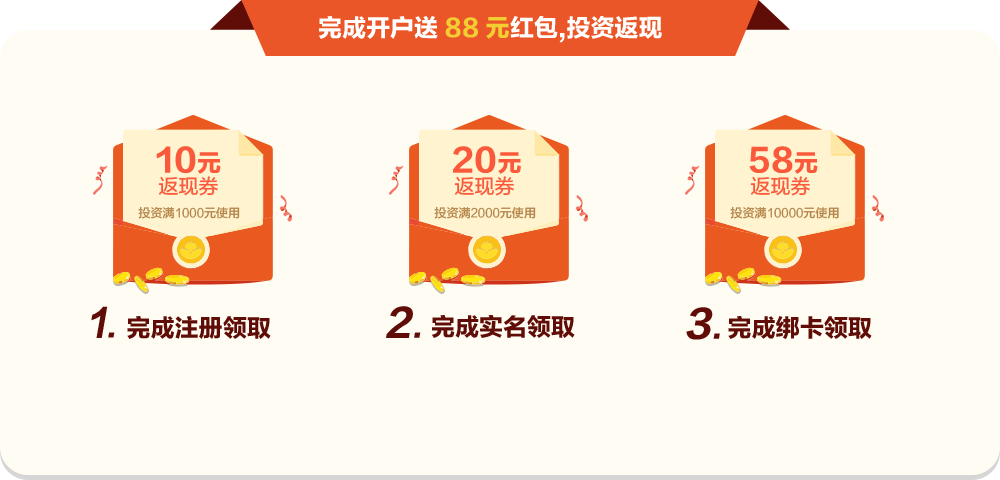 完成开户送 88 元红包,投资返现
10元
返现券
投资满1000元使用
20元
返现券
投资满2000元使用
58元
返现券
投资满10000元使用
1. 完成注册领取
2. 完成实名领取
3. 完成绑卡领取